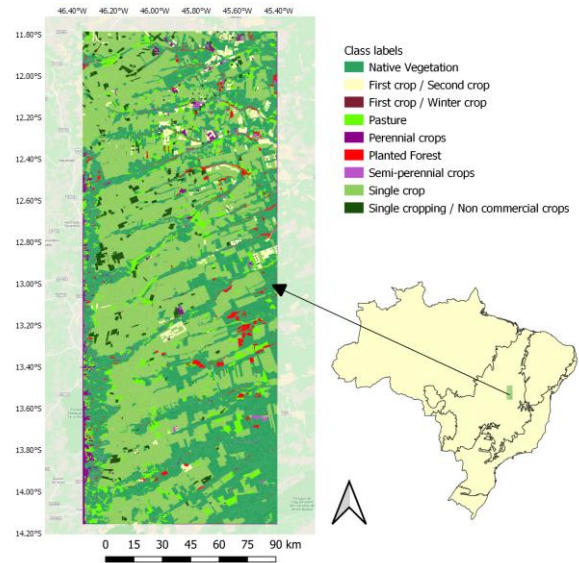 46.40°W 46.20°W 46.00°W 45.80°W 45.60°W 45.40°W
11.80°S
12.00°S
12.20°S
12.40°S
12.60°S
12.80°S
13.00°S
13.20°S
13.40°S
13.60°S
13.80°S
14.00°S
14.20°S
Class labels
Native Vegetation
First crop / Second crop
First crop / Winter crop
Pasture
Perennial crops
Planted Forest
Semi-perennial crops
Single crop
Single cropping / Non commercial crops
0 15 30 45 60 75 90 km